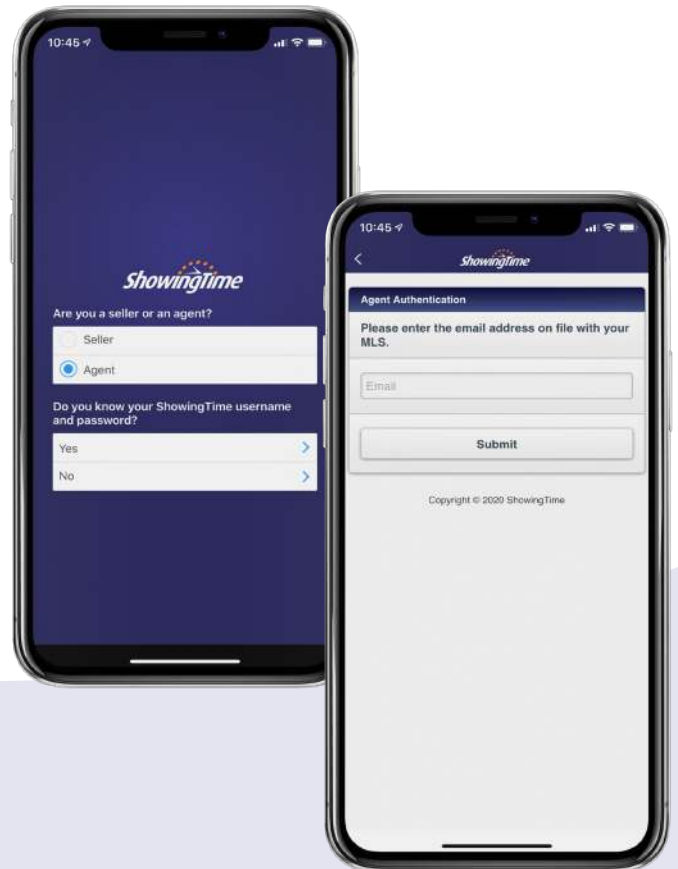 10:45
ShowingTime
Are you a seller or an agent?
Seller
Agent
Do you know your ShowingTime username
and password?
Yes
No
10:45
ShowingTime
Agent Authentication
Please enter the email address on file with your
MLS.
Email
Submit
Copyright © 2020 ShowingTime